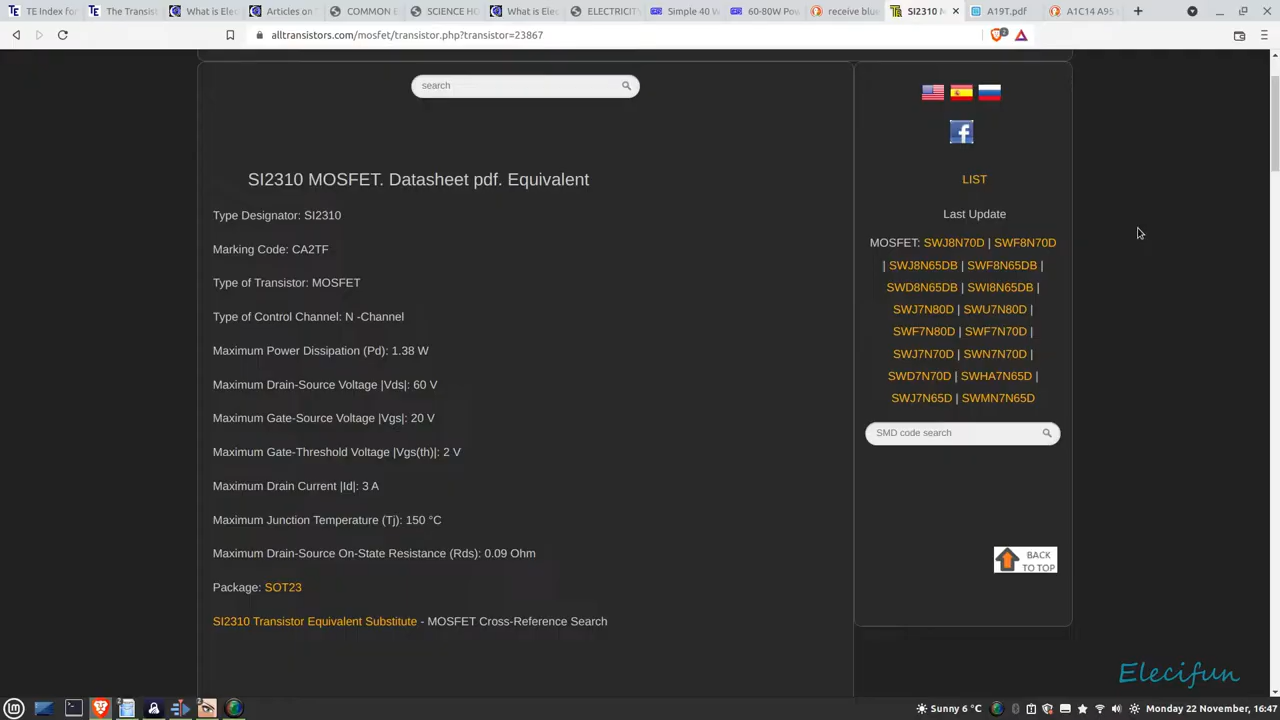 TE Index for
TE The Transist
What is Elec
Articles on
COMMON E
SCIENCE HO
What is Elec
ELECTRICITY
Simple 40 W
60-80W Pow
receive blue
SI2310 M
A19T.pdf
A1C14 A95
alltransistors.com/mosfet/transistor.php?transistor=23867
2
search
SI2310 MOSFET. Datasheet pdf. Equivalent
Type Designator: SI2310
Marking Code: CA2TF
Type of Transistor: MOSFET
Type of Control Channel: N -Channel
Maximum Power Dissipation (Pd): 1.38 W
Maximum Drain-Source Voltage |Vds|: 60 V
Maximum Gate-Source Voltage |Vgs|: 20 V
Maximum Gate-Threshold Voltage |Vgs(th)|: 2 V
Maximum Drain Current |Id|: 3 A
Maximum Junction Temperature (Tj): 150 °C
Maximum Drain-Source On-State Resistance (Rds): 0.09 Ohm
Package: SOT23
SI2310 Transistor Equivalent Substitute - MOSFET Cross-Reference Search
f
LIST
Last Update
MOSFET: SWJ8N70D | SWF8N70D
| SWJ8N65DB | SWF8N65DB |
SWD8N65DB | SWI8N65DB |
SWJ7N80D | SWU7N80D |
SWF7N80D | SWF7N70D |
SWJ7N70D | SWN7N70D |
SWD7N70D | SWHA7N65D |
SWJ7N65D | SWMN7N65D
SMD code search
BACK
TO TOP
Elecifun
Sunny 6 °C
Monday 22 November, 16:47